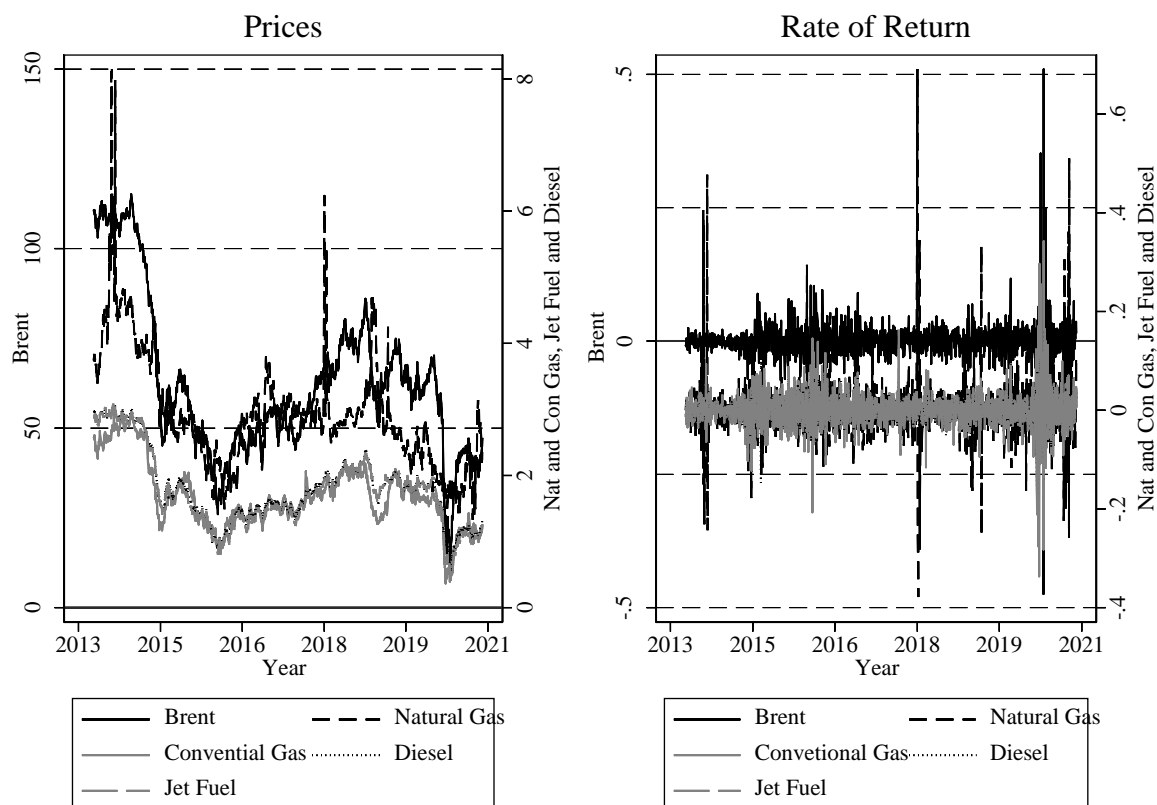 Prices
150
100
50
0
Brent
8
6
4
2
0
Nat and Con Gas, Jet Fuel and Diesel
2013 2015 2016 2018 2019 2021
Year
Brent Natural Gas
Convential Gas Diesel
Jet Fuel
Rate of Return
.5
0
-.5
Brent
.6
.4
.2
0
-.2
-.4
Nat and Con Gas, Jet Fuel and Diesel
2013 2015 2016 2018 2019 2021
Year
Brent Natural Gas
Convetional Gas Diesel
Jet Fuel